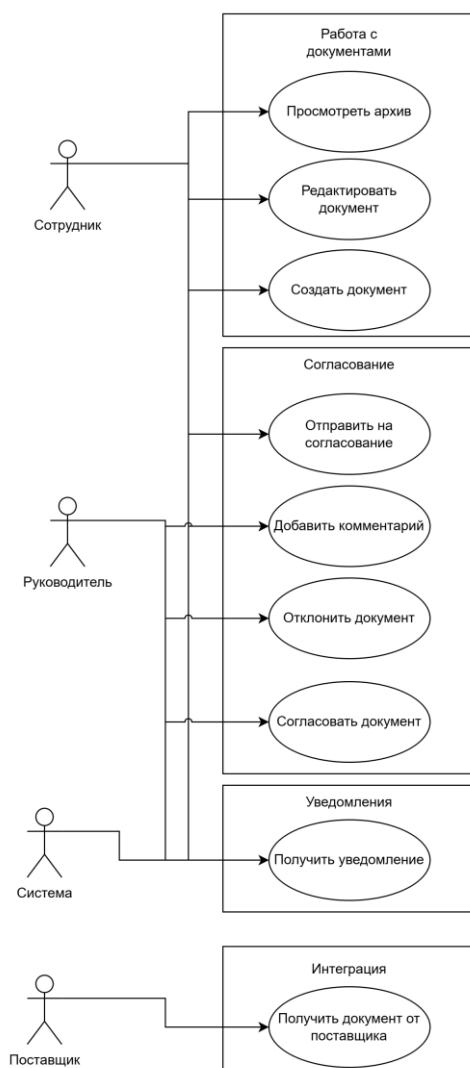 Работа с
документами
Просмотреть архив
Сотрудник
Редактировать
документ
Создать документ
Согласование
Отправить на
согласование
Руководитель
Добавить комментарий
Отклонить документ
Согласовать документ
Уведомления
Система
Получить уведомление
Интеграция
Поставщик
Получить документ от
поставщика